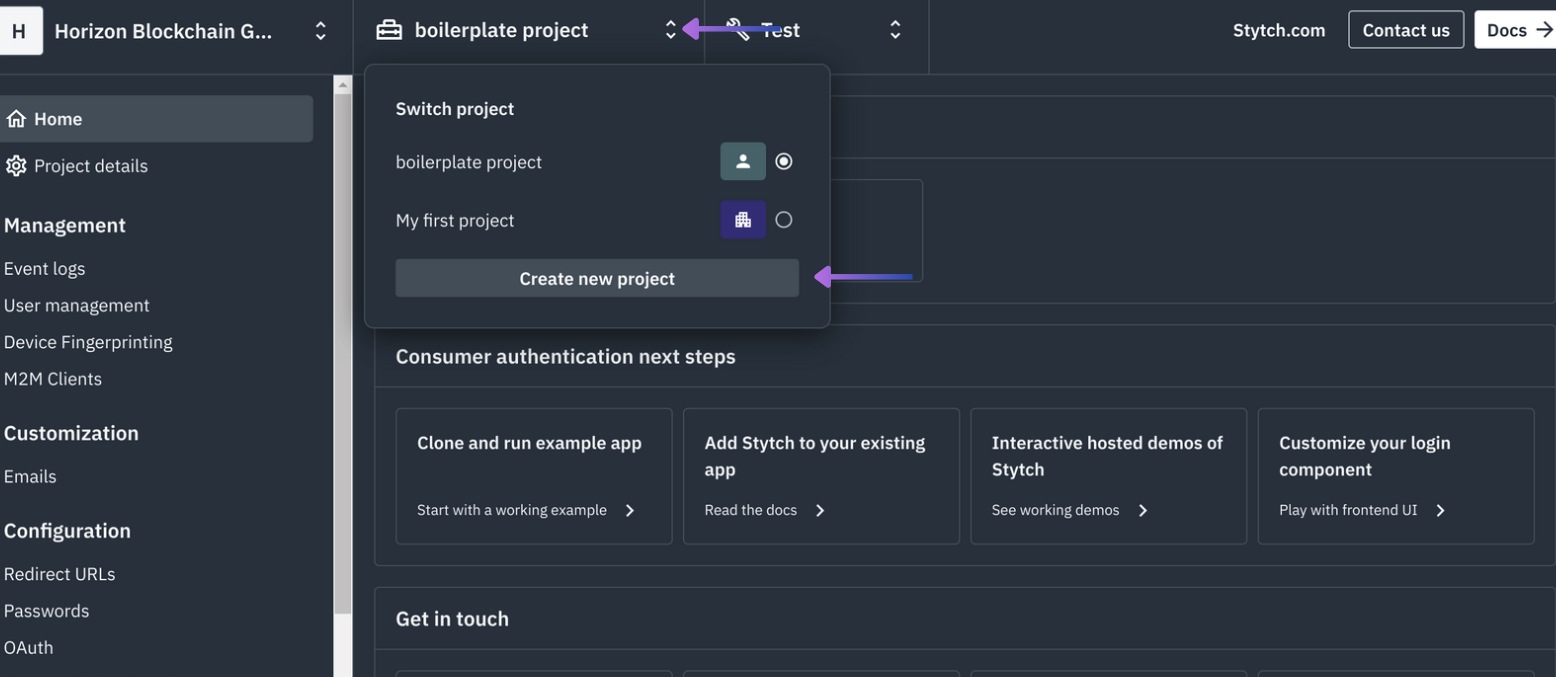 H
Horizon Blockchain G...
boilerplate project
Test
Stytch.com
Contact us
Docs
Home
Project details
Management
Event logs
User management
Device Fingerprinting
M2M Clients
Customization
Emails
Configuration
Redirect URLs
Passwords
OAuth
Switch project
boilerplate project
My first project
Create new project
Consumer authentication next steps
Clone and run example app
Start with a working example
Add Stytch to your existing
app
Read the docs
Interactive hosted demos of
Stytch
See working demos
Customize your login
component
Play with frontend UI
Get in touch